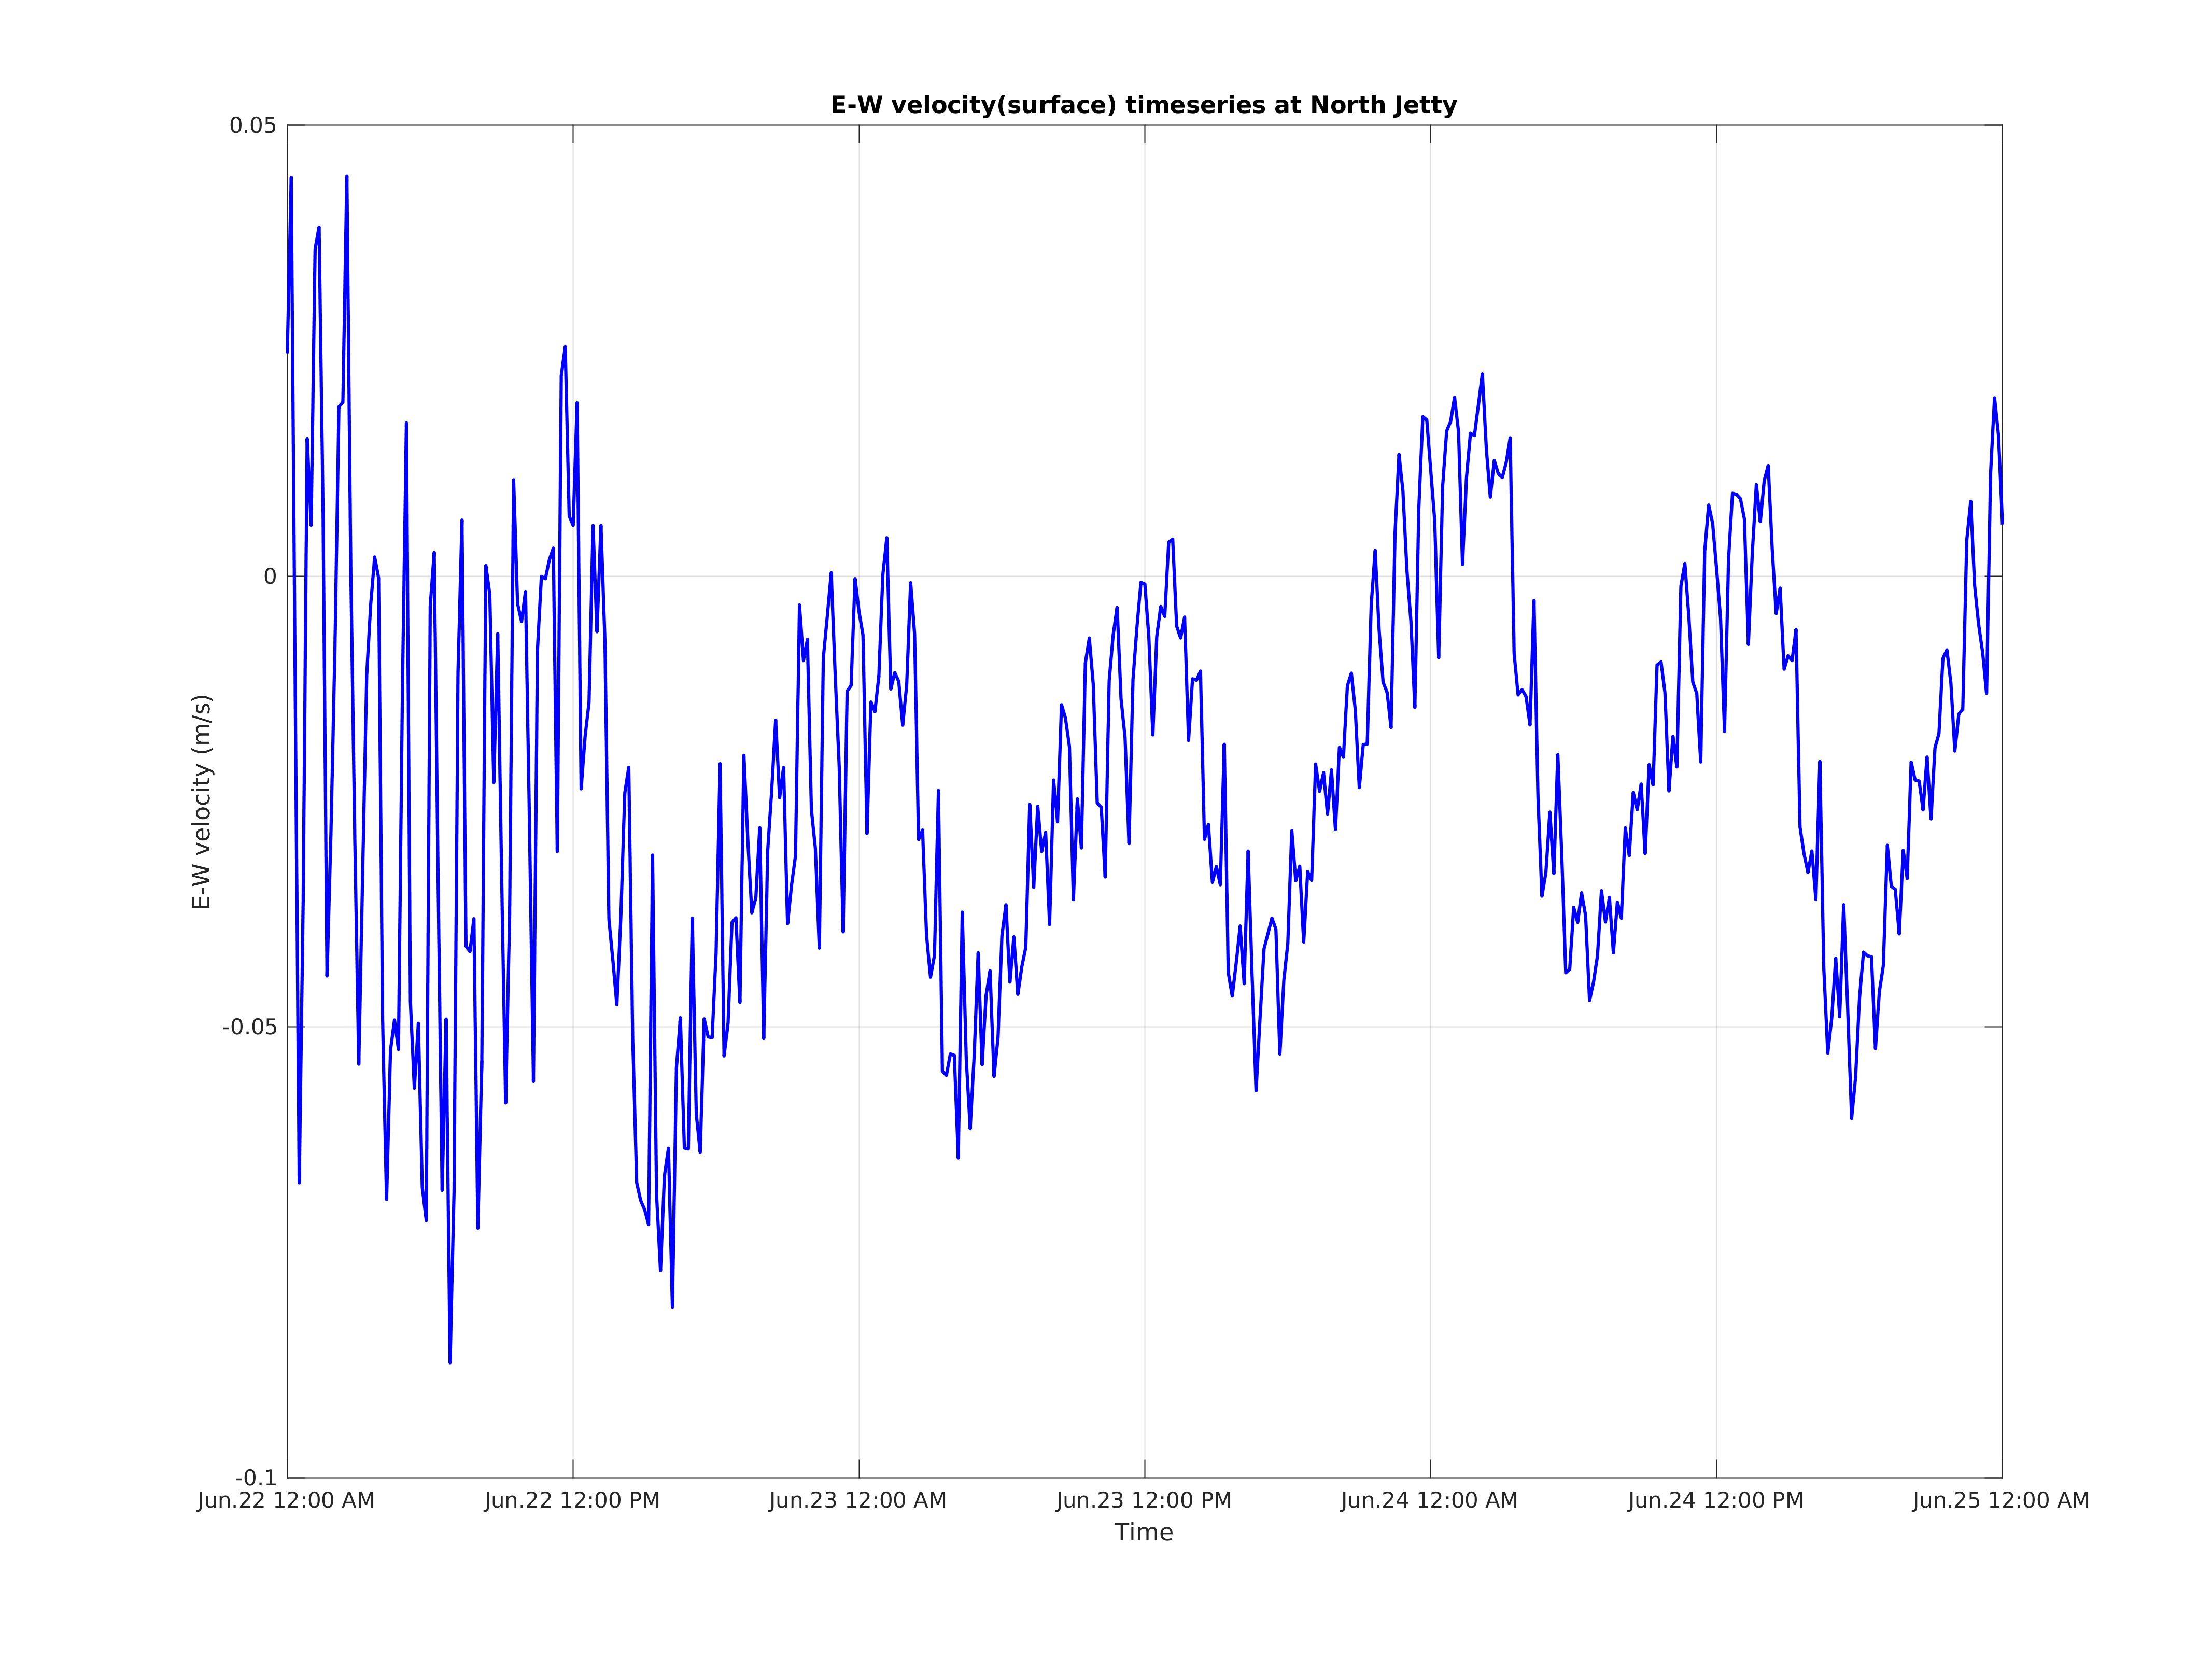 E-W velocity(surface) timeseries at North Jetty
0.05
0
-0.05
-0.1
E-W velocity (m/s)
Jun.22 12:00 AM Jun.22 12:00 PM Jun.23 12:00 AM Jun.23 12:00 PM Jun.24 12:00 AM Jun.24 12:00 PM Jun.25 12:00 AM
Time